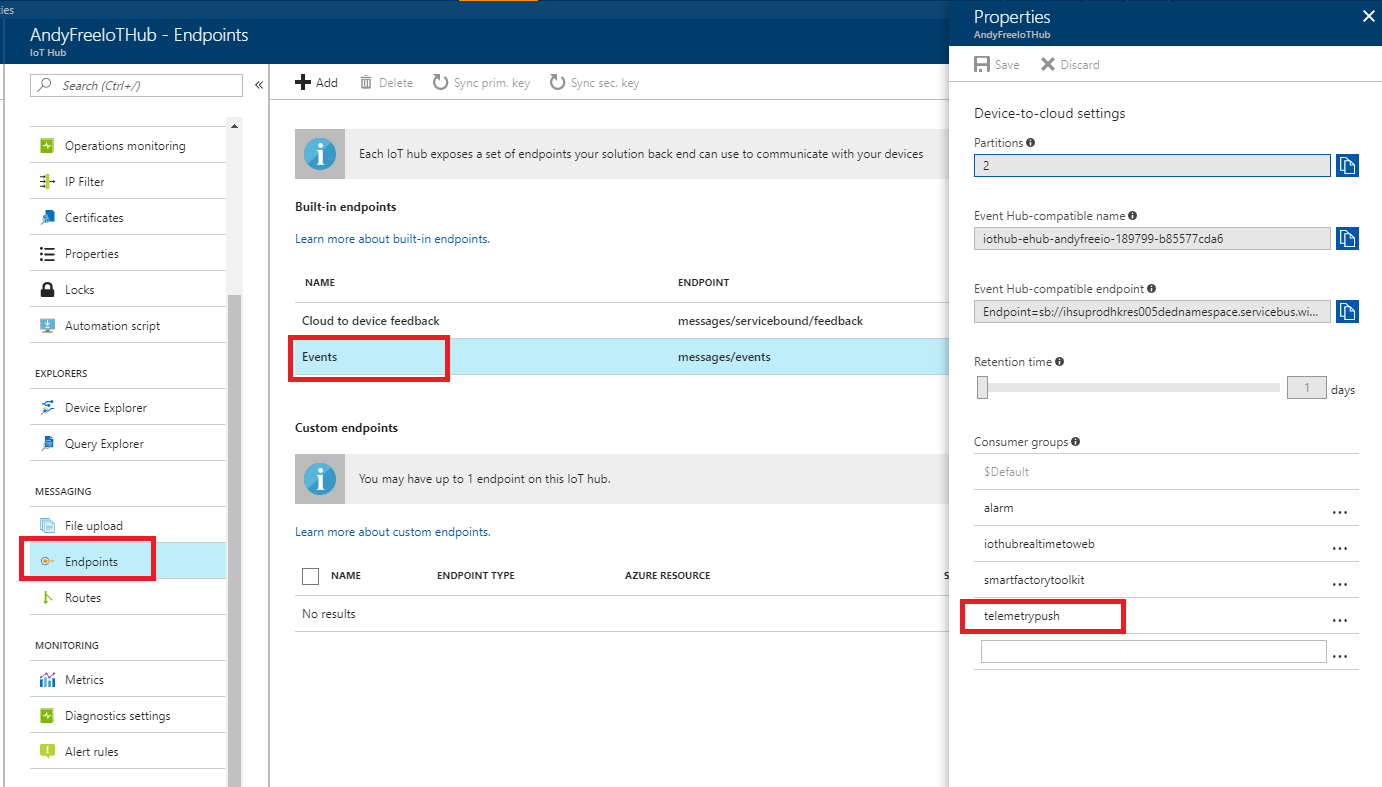 ies
AndyFreeIoTHub - Endpoints
IoT Hub
Search (Ctrl+/)
«
Operations monitoring
IP Filter
Certificates
Properties
Locks
Automation script
EXPLORERS
Device Explorer
Query Explorer
MESSAGING
File upload
Endpoints
Routes
MONITORING
Metrics
Diagnostics settings
Alert rules
Add Delete Sync prim. key Sync sec. key
Each IoT hub exposes a set of endpoints your solution back end can use to communicate with your devices
Built-in endpoints
Learn more about built-in endpoints.
NAME ENDPOINT
Cloud to device feedback messages/servicebound/feedback
Events messages/events
Custom endpoints
You may have up to 1 endpoint on this IoT hub.
Learn more about custom endpoints.
NAME ENDPOINT TYPE AZURE RESOURCE S
No results
Properties
AndyFreeIoTHub
Save Discard
Device-to-cloud settings
Partitions
2
Event Hub-compatible name
iothub-ehub-andyfreeio-189799-b85577cda6
Event Hub-compatible endpoint
Endpoint=sb://ihsuprodhkres005dednamespace.servicebus.wi...
Retention time
1 days
Consumer groups
$Default
alarm ...
iothubrealtimetoweb ...
smartfactorytoolkit ...
telemetrypush ...
...